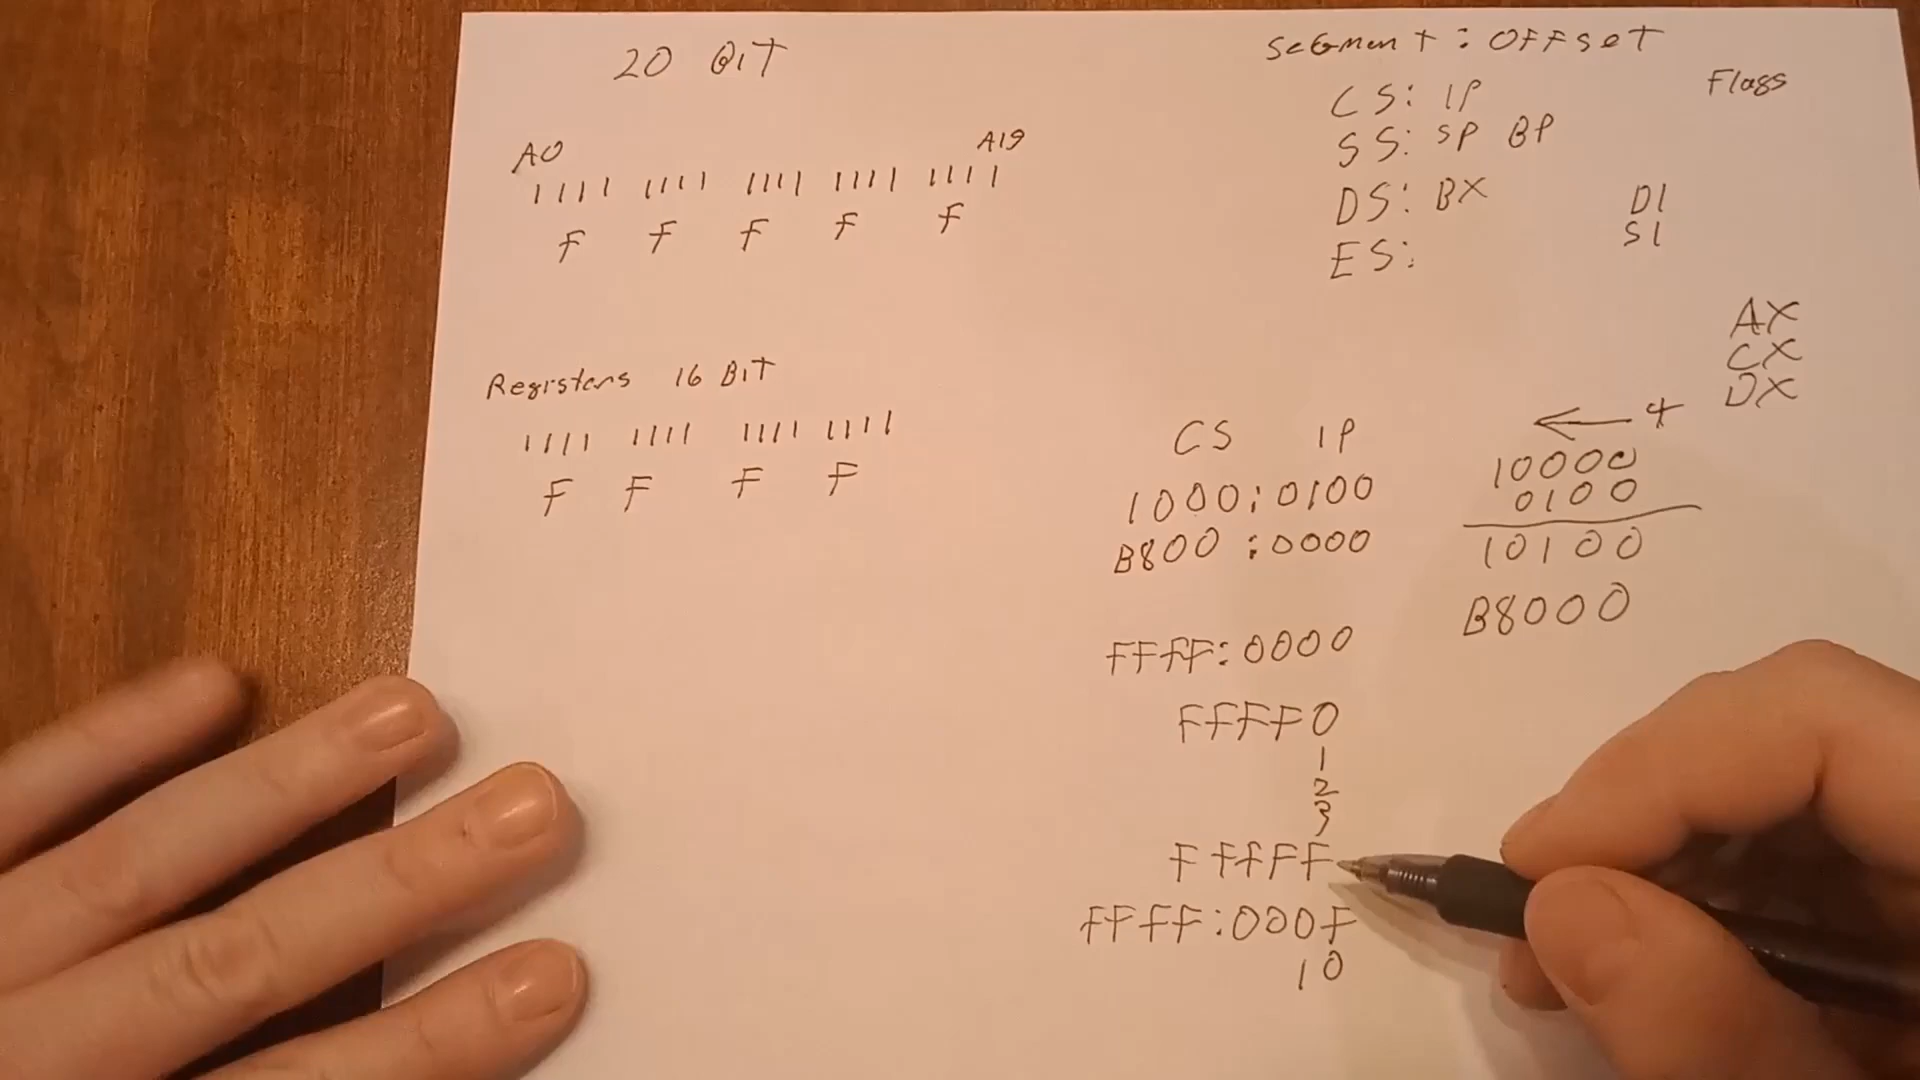 20 BIT
A0 A19
1111 1111 1111 1111 1111
F F F F F
Registers 16 BIT
1111 1111 1111 1111
F F F F
Segment : OFFset
Flags
CS: IP
SS: SP BP
DS: BX
ES:
DI
SI
AX
CX
DX
CS IP
1000:0100
B800:0000
← 4
10000
0100
10100
B8000
FFFF:0000
FFFF0
1
2
3
FFFFF
FFFF:000F
10